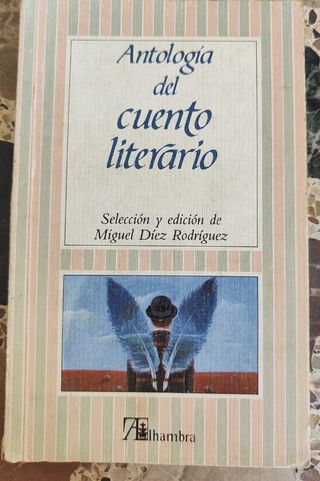 Antología
del
cuento
literario
Selección y edición de
Miguel Díez Rodríguez
Alhambra